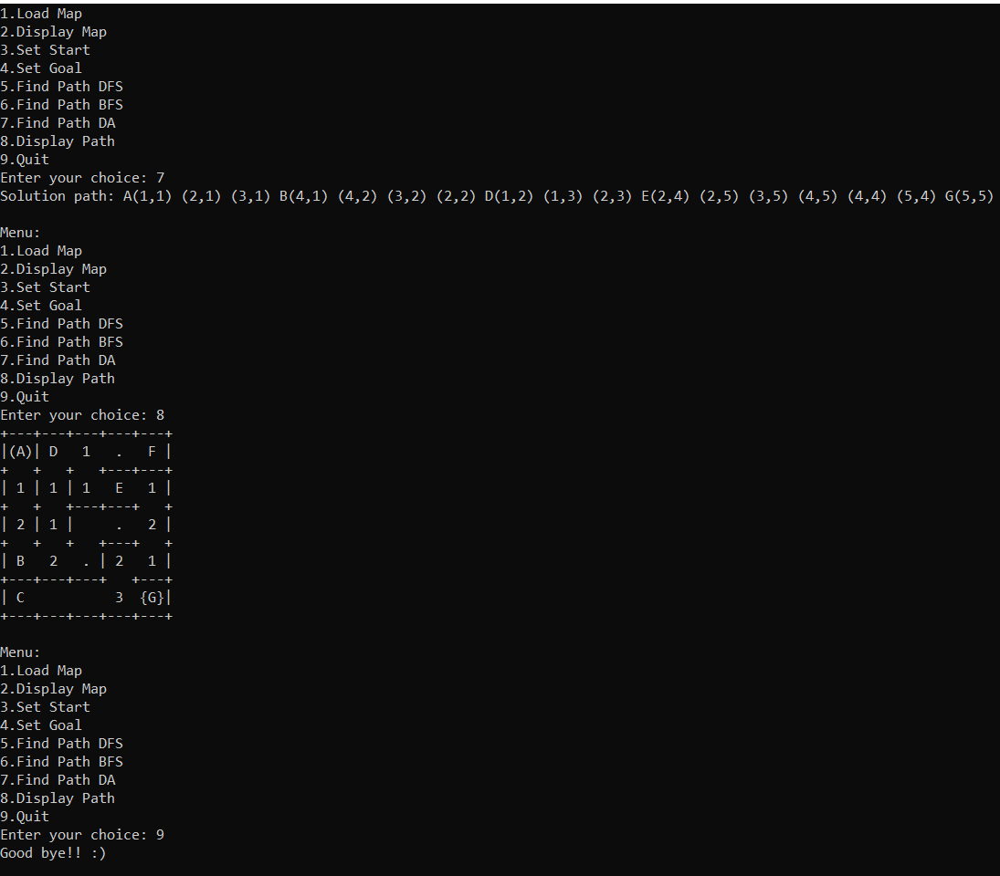 1.Load Map
2.Display Map
3.Set Start
4.Set Goal
5.Find Path DFS
6.Find Path BFS
7.Find Path DA
8.Display Path
9.Quit
Enter your choice: 7
Solution path: A(1,1) (2,1) (3,1) B(4,1) (4,2) (3,2) (2,2) D(1,2) (1,3) (2,3) E(2,4) (2,5) (3,5) (4,5) (4,4) (5,4) G(5,5)

Menu:
1.Load Map
2.Display Map
3.Set Start
4.Set Goal
5.Find Path DFS
6.Find Path BFS
7.Find Path DA
8.Display Path
9.Quit
Enter your choice: 8
+---+---+---+---+---+
|(A)| D   1   .   F |
+   +   +   +---+---+
| 1 | 1 | 1   E   1 |
+   +   +---+---+   +
| 2 | 1 |     .   2 |
+   +   +   +---+   +
| B   2   . | 2   1 |
+---+---+---+   +---+
| C           3  {G}|
+---+---+---+---+---+

Menu:
1.Load Map
2.Display Map
3.Set Start
4.Set Goal
5.Find Path DFS
6.Find Path BFS
7.Find Path DA
8.Display Path
9.Quit
Enter your choice: 9
Good bye!! :)